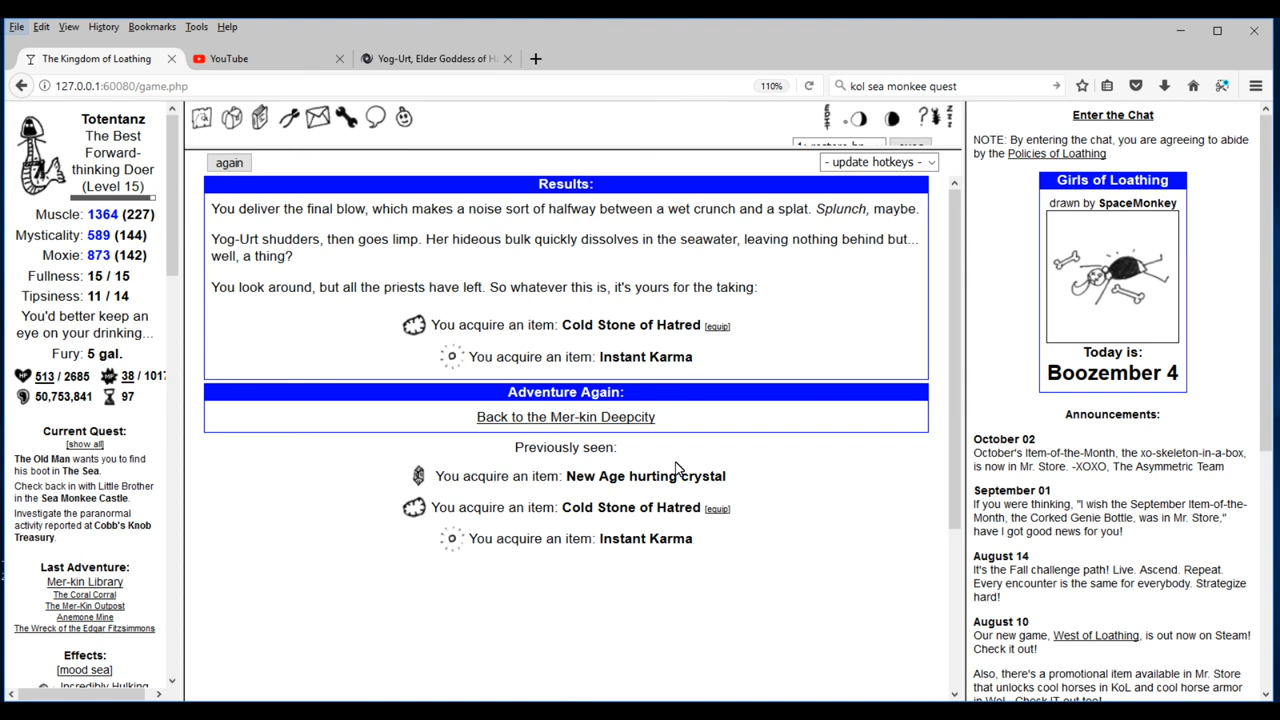 File Edit View History Bookmarks Tools Help
The Kingdom of Loathing
YouTube
Yog-Urt, Elder Goddess of H
127.0.0.1:60080/game.php
110%
kol sea monkee quest
Totentanz
The Best
Forward-
thinking Doer
(Level 15)
Muscle: 1364 (227)
Mysticality: 589 (144)
Moxie: 873 (142)
Fullness: 15 / 15
Tipsiness: 11 / 14
You'd better keep an
eye on your drinking...
Fury: 5 gal.
513 / 2685 38 / 101
50,753,841 97
Current Quest:
[show all]
The Old Man wants you to find
his boot in The Sea.
Check back in with Little Brother
in the Sea Monkee Castle.
Investigate the paranormal
activity reported at Cobb's Knob
Treasury.
Last Adventure:
Mer-kin Library
The Coral Corral
The Mer-Kin Outpost
Anemone Mine
The Wreck of the Edgar Fitzsimmons
Effects:
[mood sea]
Incredibly Hulking
again
- update hotkeys -
Results:
You deliver the final blow, which makes a noise sort of halfway between a wet crunch and a splat. Splunch, maybe.
Yog-Urt shudders, then goes limp. Her hideous bulk quickly dissolves in the seawater, leaving nothing behind but...
well, a thing?
You look around, but all the priests have left. So whatever this is, it's yours for the taking:
You acquire an item: Cold Stone of Hatred [equip]
You acquire an item: Instant Karma
Adventure Again:
Back to the Mer-kin Deepcity
Previously seen:
You acquire an item: New Age hurting crystal
You acquire an item: Cold Stone of Hatred [equip]
You acquire an item: Instant Karma
Enter the Chat
NOTE: By entering the chat, you are agreeing to abide
by the Policies of Loathing
Girls of Loathing
drawn by SpaceMonkey
Today is:
Boozember 4
Announcements:
October 02
October's Item-of-the-Month, the xo-skeleton-in-a-box,
is now in Mr. Store. -XOXO, The Asymmetric Team
September 01
If you were thinking, "I wish the September Item-of-the-
Month, the Corked Genie Bottle, was in Mr. Store,"
have I got good news for you!
August 14
It's the Fall challenge path! Live. Ascend. Repeat.
Every encounter is the same for everybody. Strategize
hard!
August 10
Our new game, West of Loathing, is out now on Steam!
Check it out!
Also, there's a promotional item available in Mr. Store
that unlocks cool horses in KoL and cool horse armor